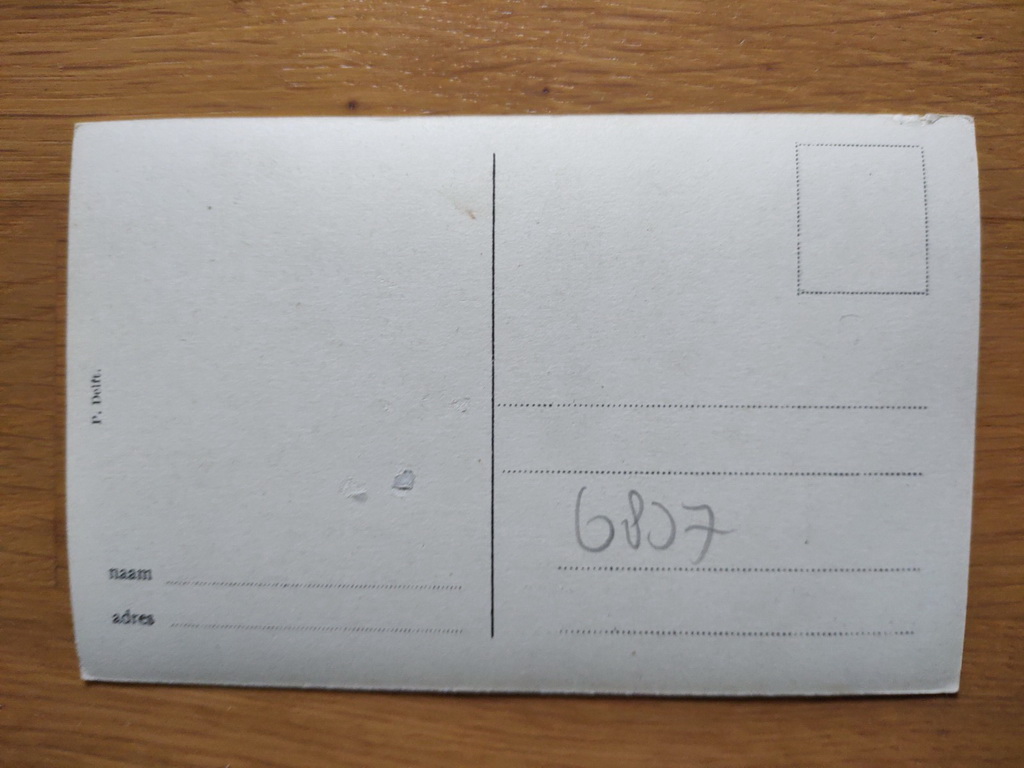 P. Delft.
6807
naam
adres